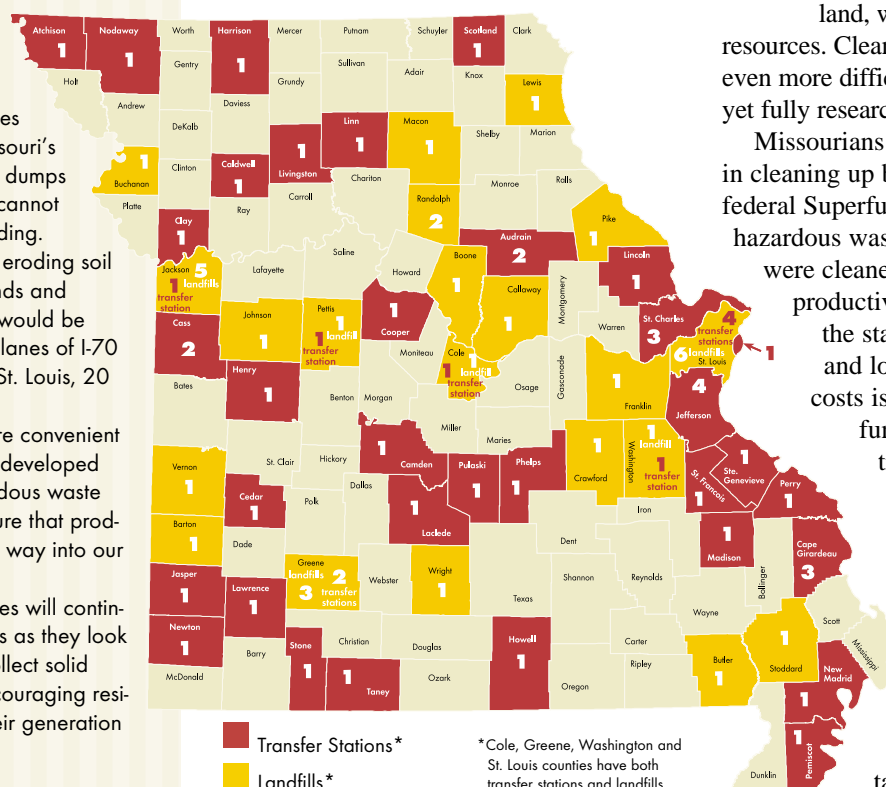 es
souri's
dumps
cannot
ding.
eroding soil
nds and
would be
lanes of I-70
St. Louis, 20
re convenient
developed
dous waste
ure that prod-
way into our
es will contin-
s as they look
ollect solid
couraging resi-
eir generation
Atchison
1
Nodaway
1
Worth
Harrison
1
Mercer
Putnam
Schuyler
Scotland
1
Clark
Holt
Gentry
Grundy
Sullivan
Adair
Knox
Lewis
1
Andrew
DeKalb
Daviess
Livingston
1
Linn
1
Macon
1
Shelby
Marion
Buchanan
1
Clinton
Caldwell
1
Carroll
Chariton
Randolph
2
Monroe
Ralls
Pike
1
Platte
Clay
1
Ray
Saline
Howard
Boone
1
Audrain
2
Lincoln
1
Jackson
5
landfills
1
transfer
station
Lafayette
Cooper
1
Callaway
1
Montgomery
Warren
St. Charles
3
4
transfer
stations
6 landfills
St. Louis
1
Cass
2
Johnson
1
Pettis
1
landfill
1
transfer
station
Moniteau
Cole
1
landfill
1
transfer
station
Osage
Gasconade
Franklin
1
Jefferson
4
Bates
Henry
1
Benton
Morgan
Miller
Maries
Crawford
1
Washington
1
landfill
1
transfer
station
St. Francois
1
Ste.
Genevieve
1
Perry
1
Vernon
1
St. Clair
Hickory
Camden
1
Pulaski
1
Phelps
1
Iron
Madison
1
Cape
Girardeau
3
Barton
1
Cedar
1
Polk
Dallas
Laclede
1
Dent
Reynolds
Bollinger
Jasper
1
Dade
Greene
landfills
3
2
transfer
stations
Webster
Wright
1
Texas
Shannon
Wayne
Scott
Mississippi
Newton
1
Lawrence
1
Christian
Douglas
Howell
1
Carter
Butler
1
Stoddard
1
New
Madrid
1
McDonald
Barry
Stone
1
Taney
1
Ozark
Oregon
Ripley
Dunklin
Pemiscot
1
Transfer Stations*
Landfills*
*Cole, Greene, Washington and
St. Louis counties have both
transfer stations and landfills
land, w
resources. Clean
even more diffic
yet fully researc
Missourians
in cleaning up b
federal Superfu
hazardous was
were cleane
productiv
the sta
and lo
costs is
fun
t
ta